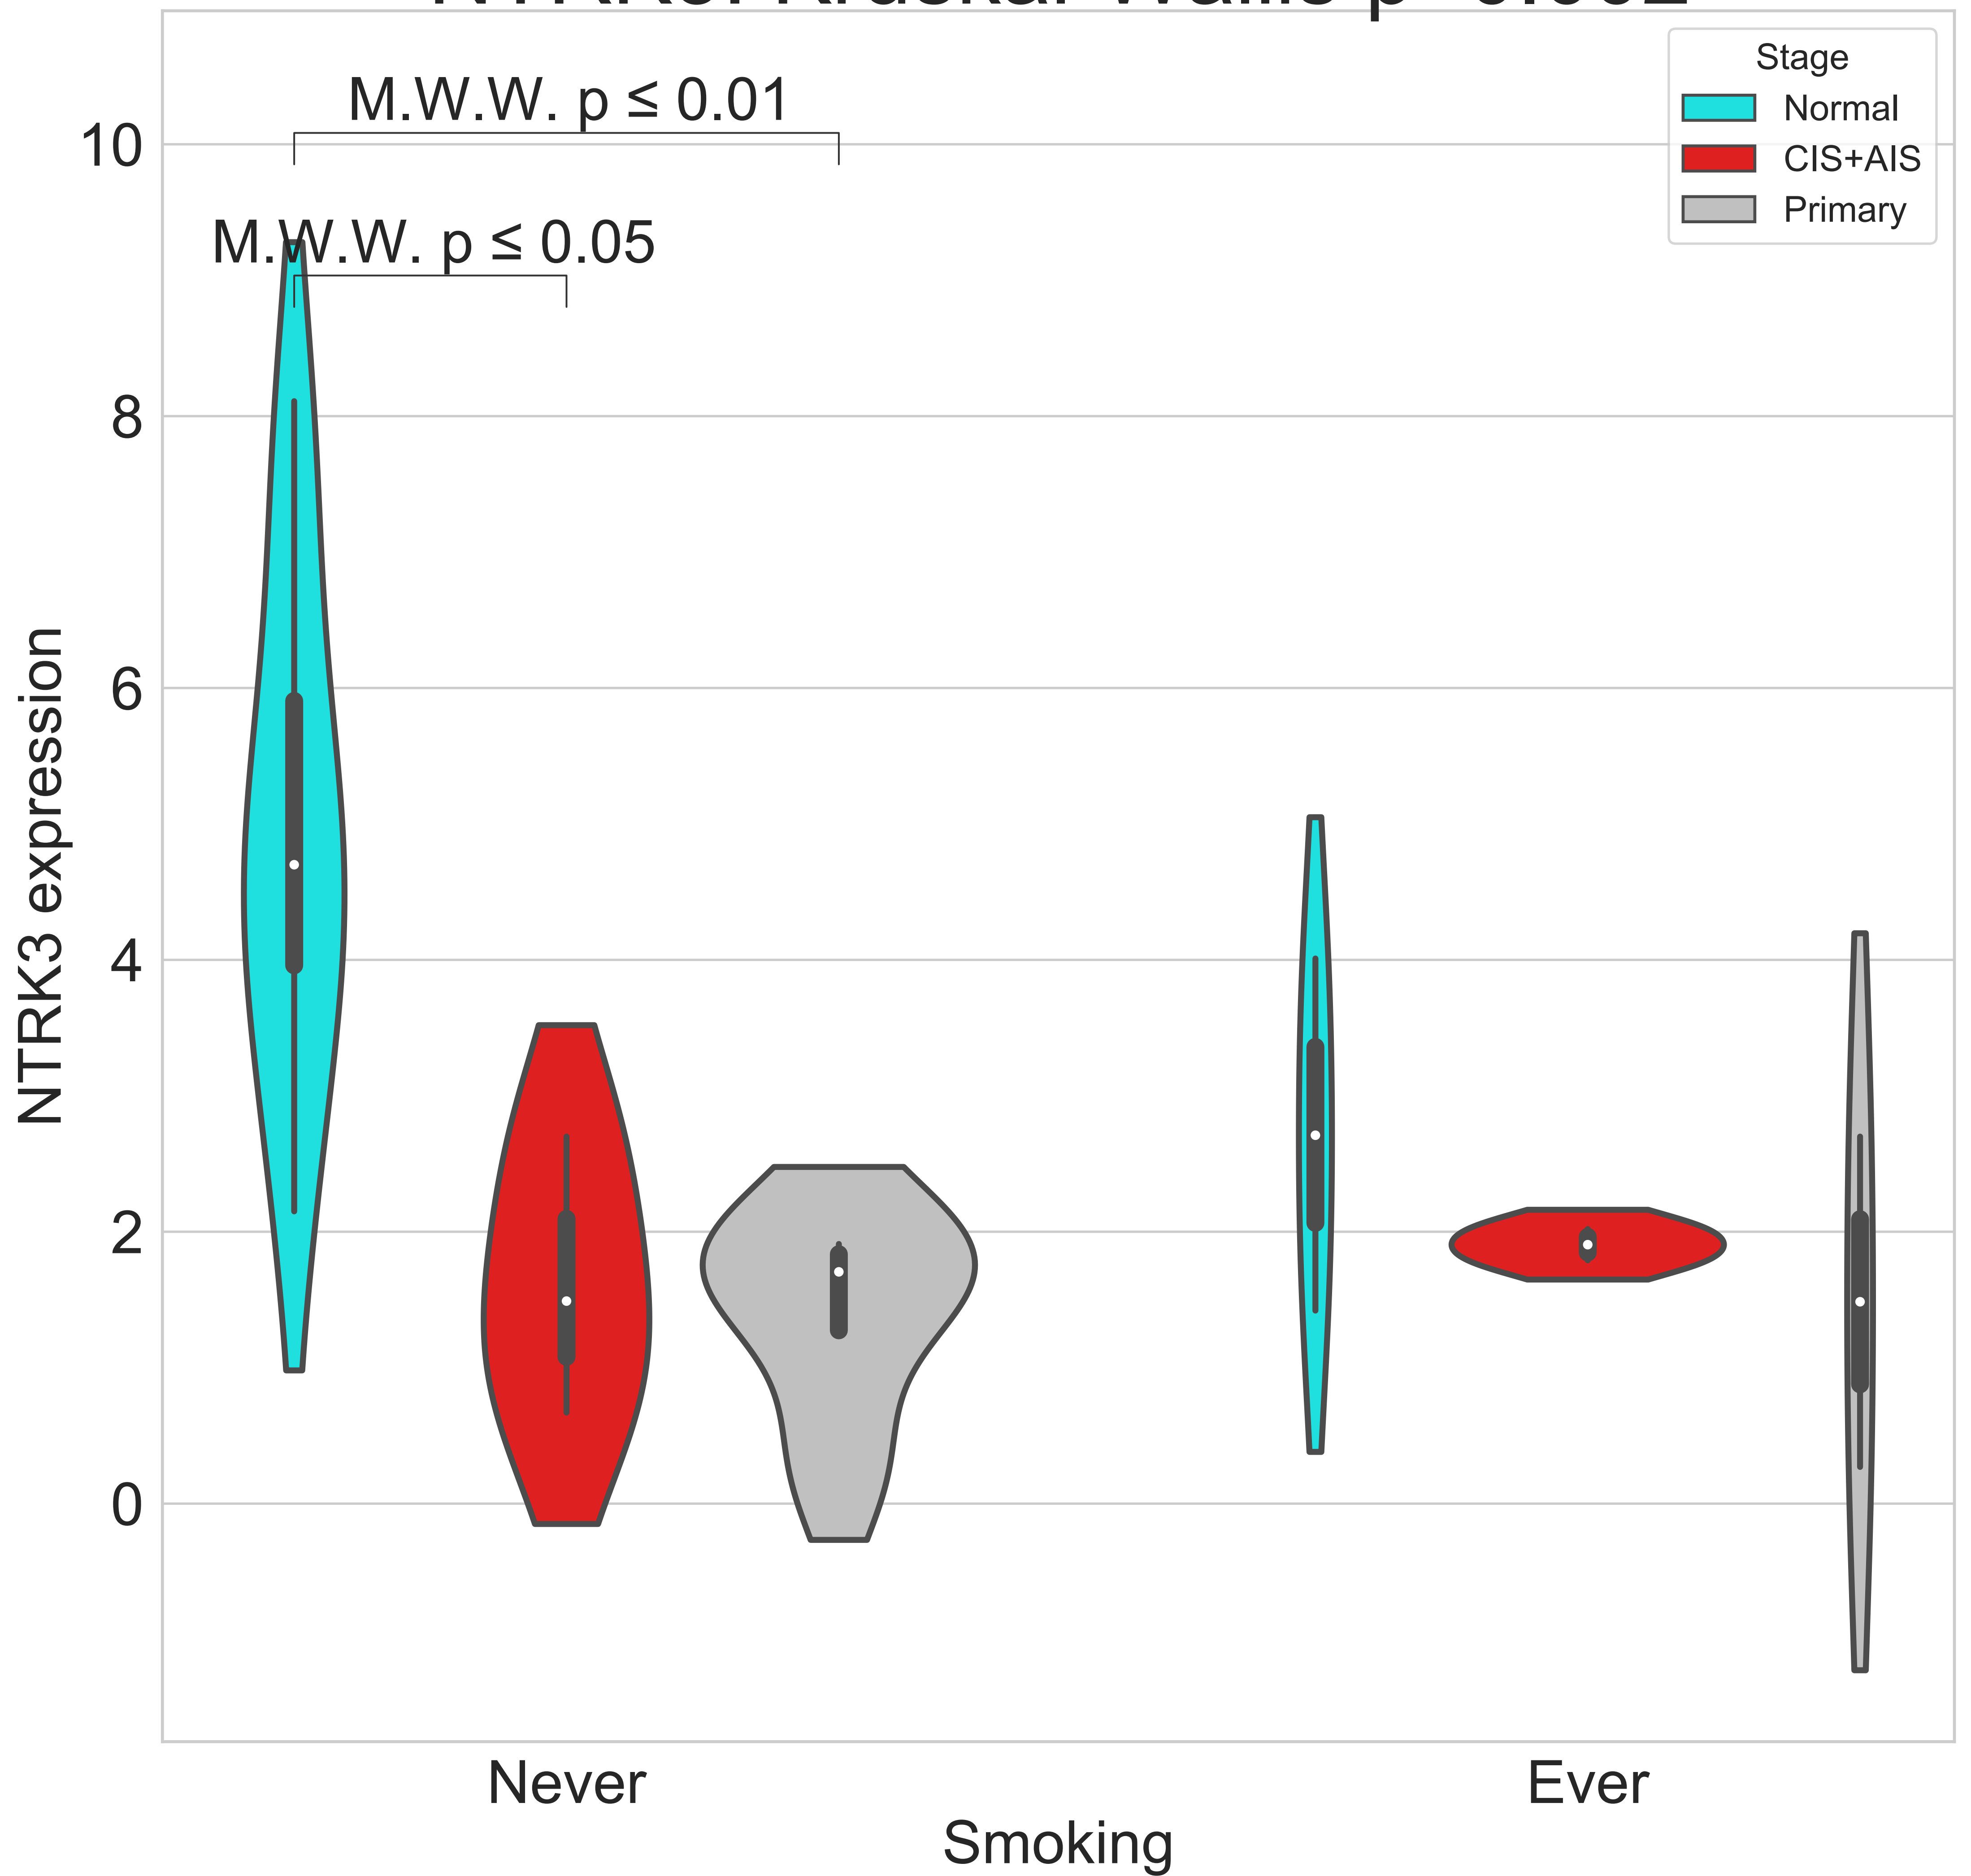 M.W.W. p ≤ 0.01
M.W.W. p ≤ 0.05
Stage
Normal
CIS+AIS
Primary
10
8
6
4
2
0
NTRK3 expression
Never
Ever
Smoking